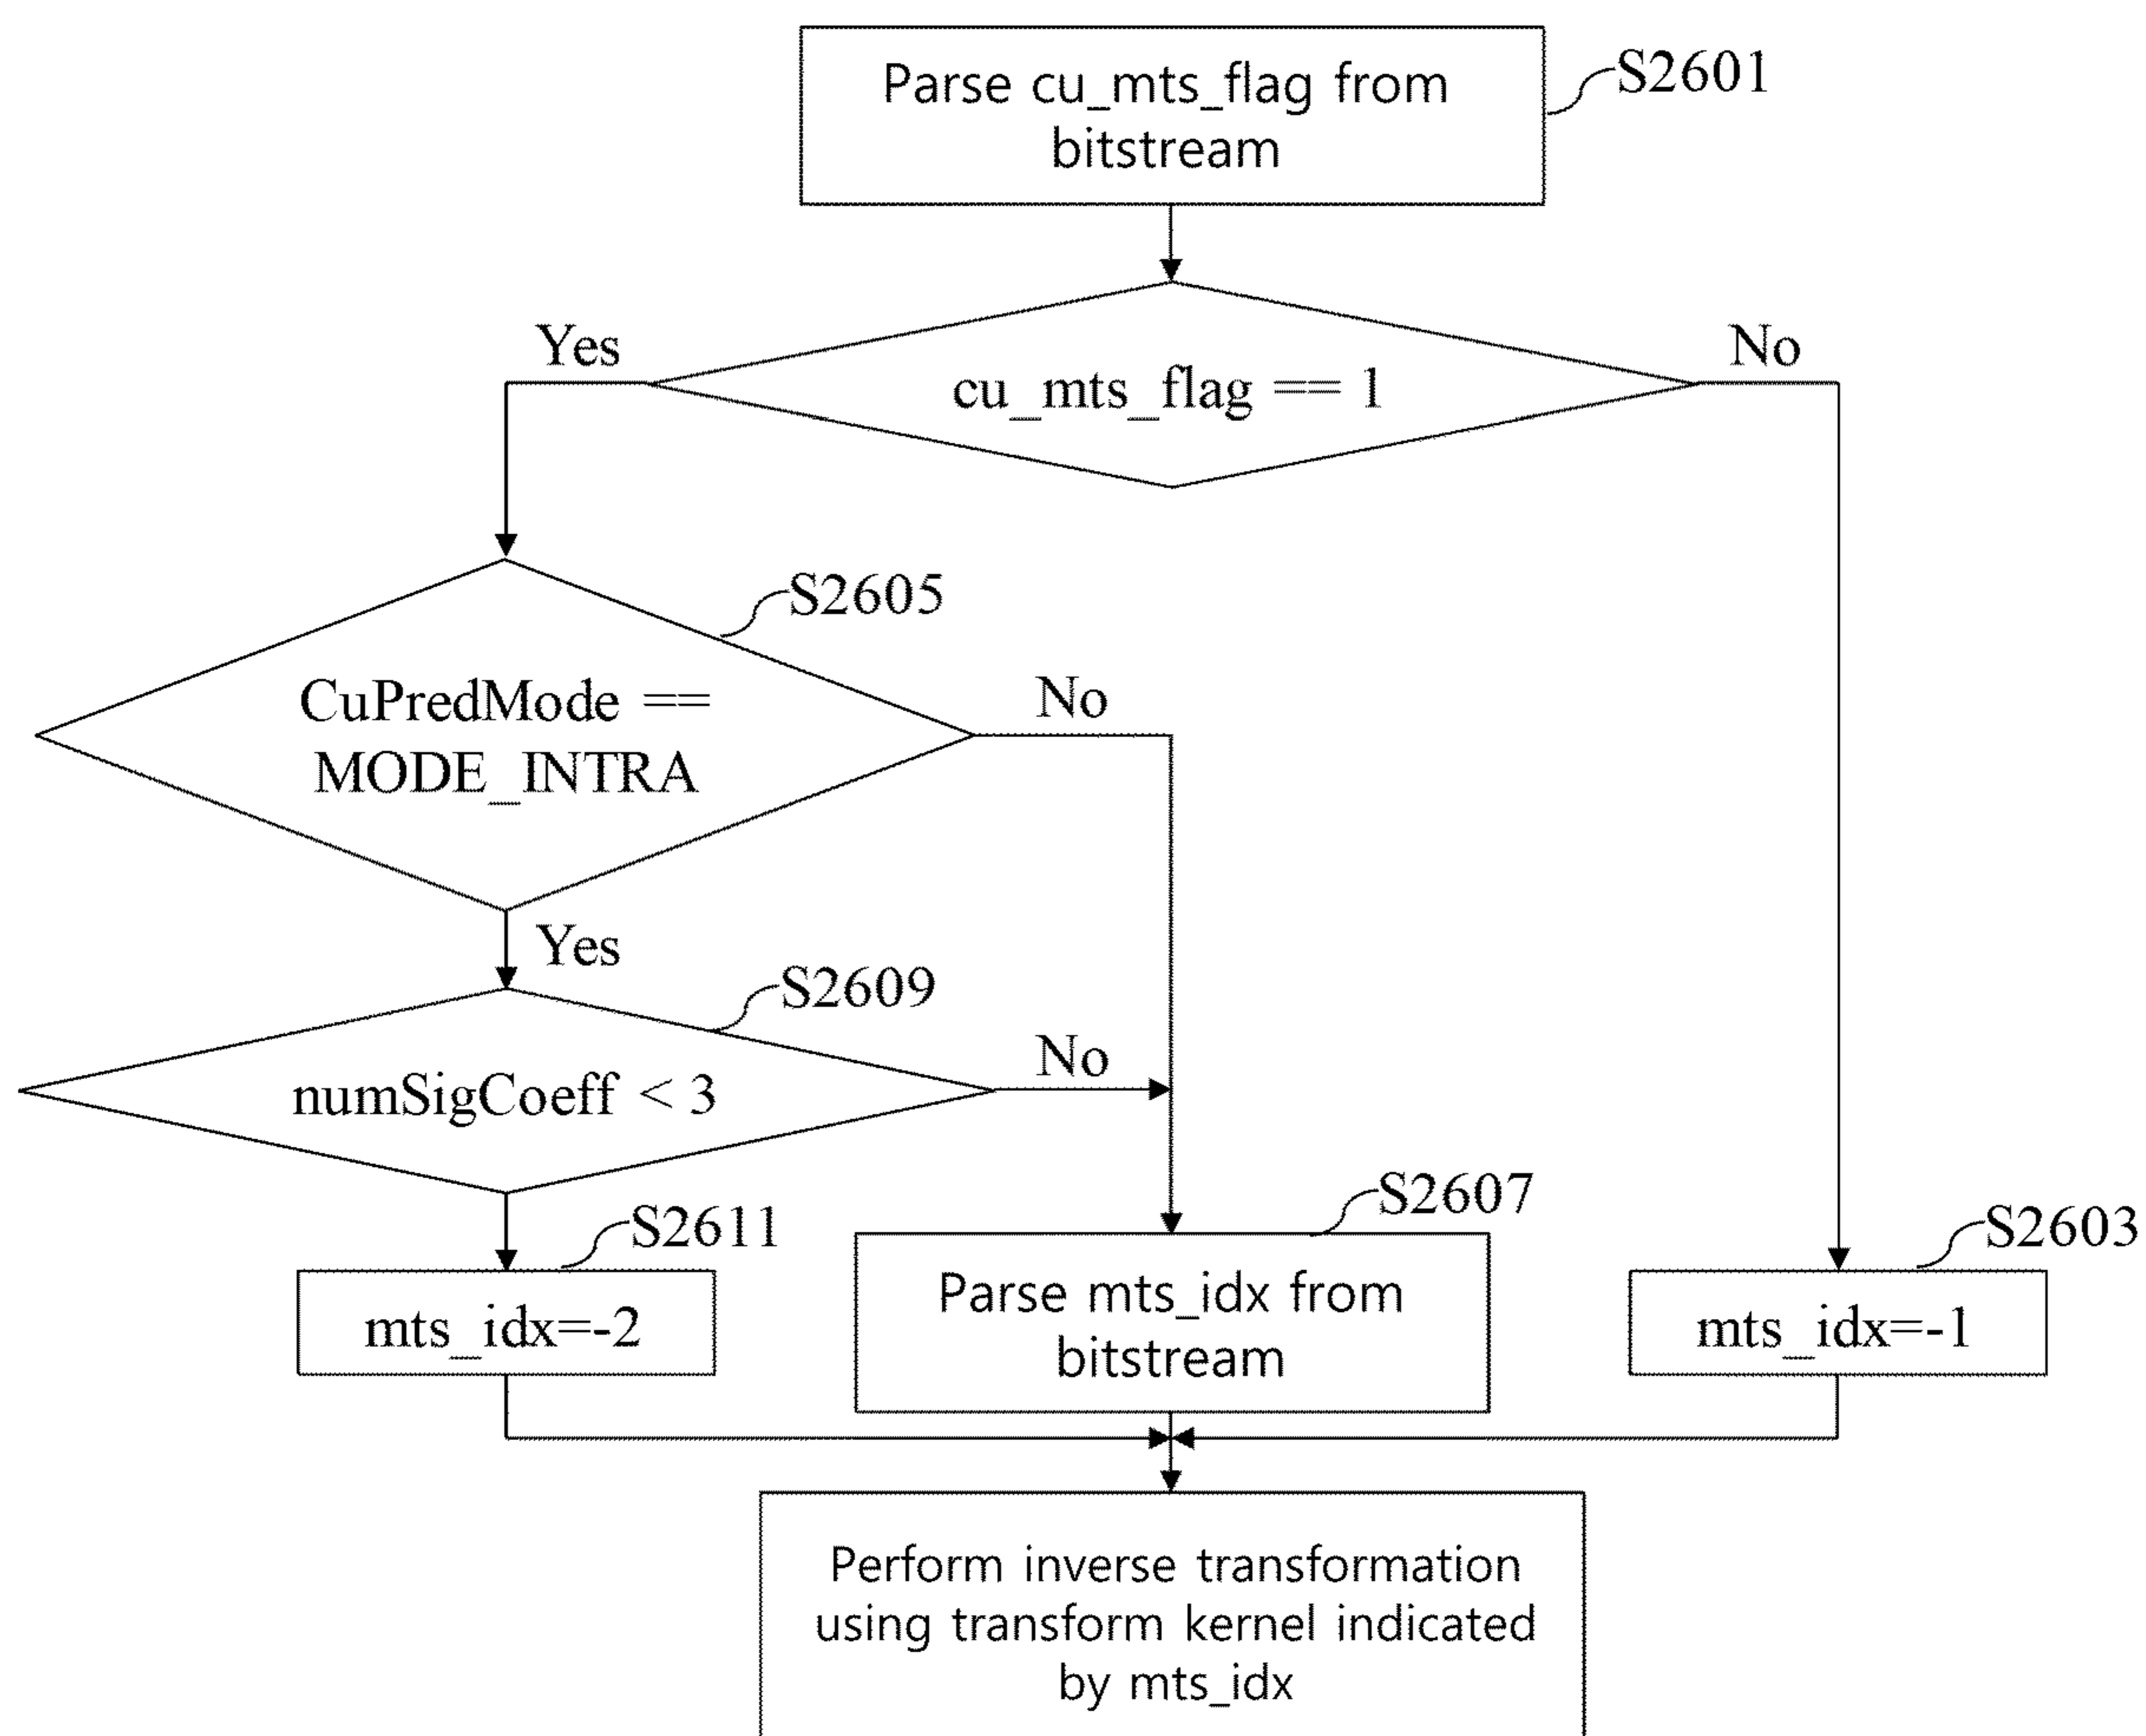 Parse cu_mts_flag from
bitstream
S2601
Yes
No
cu_mts_flag == 1
S2605
CuPredMode ==
MODE_INTRA
No
Yes
S2609
numSigCoeff < 3
No
S2611
mts_idx=-2
S2607
Parse mts_idx from
bitstream
S2603
mts_idx=-1
Perform inverse transformation
using transform kernel indicated
by mts_idx